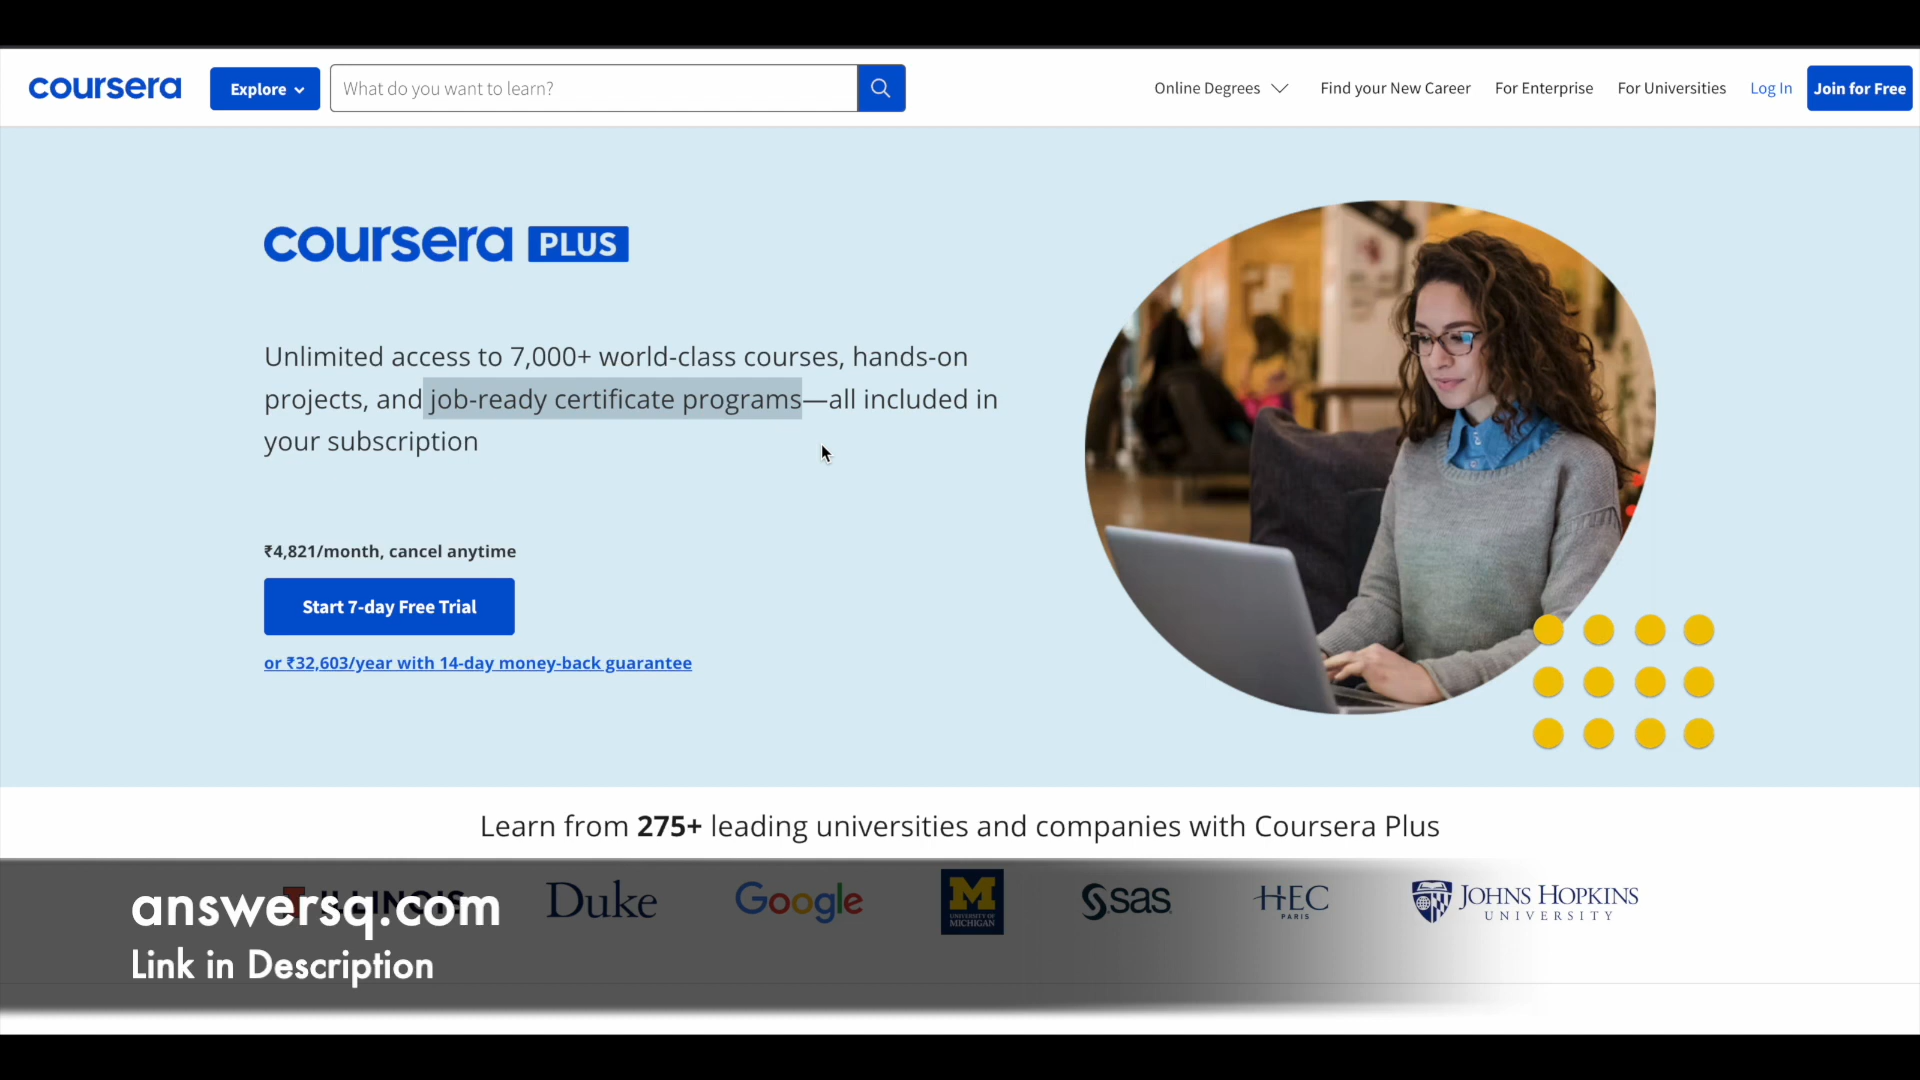 coursera
Explore
What do you want to learn?
Online Degrees
Find your New Career
For Enterprise
For Universities
Log In
Join for Free
coursera PLUS
Unlimited access to 7,000+ world-class courses, hands-on
projects, and job-ready certificate programs—all included in
your subscription
₹4,821/month, cancel anytime
Start 7-day Free Trial
or ₹32,603/year with 14-day money-back guarantee
Learn from 275+ leading universities and companies with Coursera Plus
ILLINOIS
Duke
Google
M
UNIVERSITY OF
MICHIGAN
sas
HEC
PARIS
JOHNS HOPKINS
UNIVERSITY
answersq.com
Link in Description